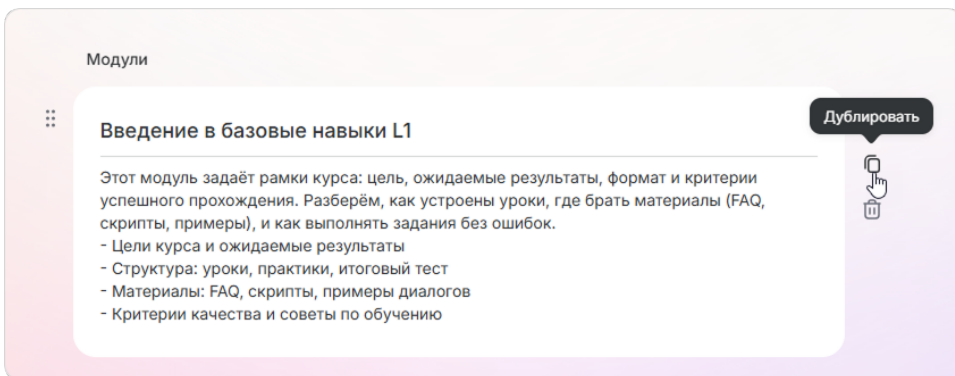 Модули
Дублировать
Введение в базовые навыки L1
Этот модуль задаёт рамки курса: цель, ожидаемые результаты, формат и критерии
успешного прохождения. Разберём, как устроены уроки, где брать материалы (FAQ,
скрипты, примеры), и как выполнять задания без ошибок.
- Цели курса и ожидаемые результаты
- Структура: уроки, практики, итоговый тест
- Материалы: FAQ, скрипты, примеры диалогов
- Критерии качества и советы по обучению